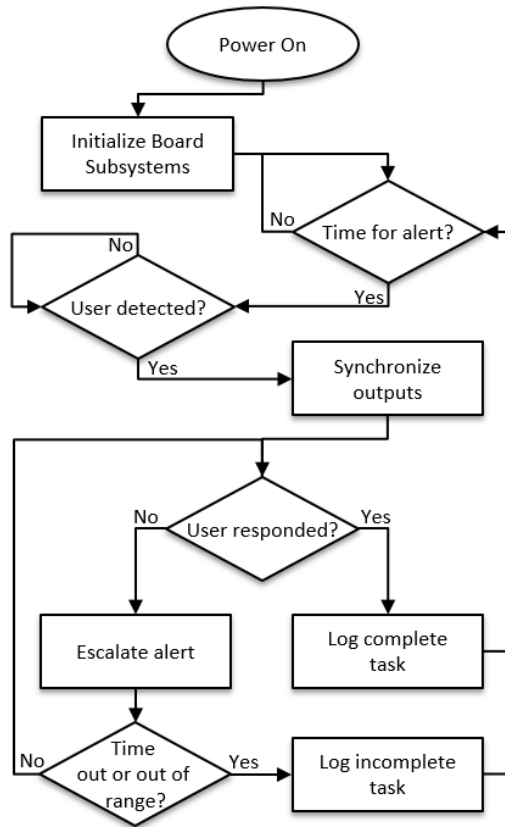 Power On
Initialize Board
Subsystems
No
Time for alert?
Yes
No
User detected?
Yes
Synchronize
outputs
No
Yes
User responded?
Escalate alert
Log complete
task
No
Time
out or out of
range?
Yes
Log incomplete
task